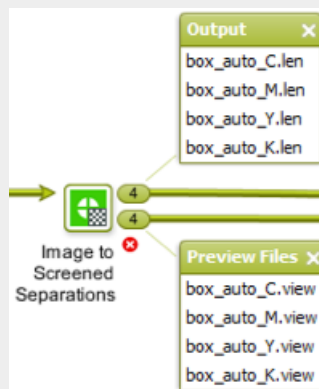 Output
box_auto_C.len
box_auto_M.len
box_auto_Y.len
box_auto_K.len
4
4
Image to
Screened
Separations
Preview Files
box_auto_C.view
box_auto_M.view
box_auto_Y.view
box_auto_K.view